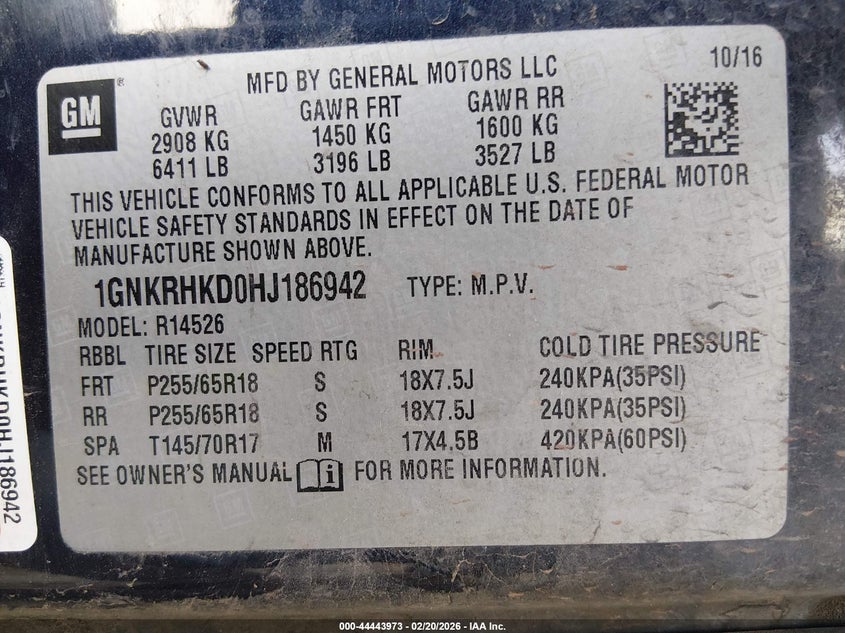 MFD BY GENERAL MOTORS LLC 10/16
GM
GVWR GAWR FRT GAWR RR
2908 KG 1450 KG 1600 KG
6411 LB 3196 LB 3527 LB
THIS VEHICLE CONFORMS TO ALL APPLICABLE U.S. FEDERAL MOTOR
VEHICLE SAFETY STANDARDS IN EFFECT ON THE DATE OF
MANUFACTURE SHOWN ABOVE.
1GNKRHKD0HJ186942 TYPE: M.P.V.
MODEL: R14526
RBBL TIRE SIZE SPEED RTG RIM COLD TIRE PRESSURE
FRT P255/65R18 S 18X7.5J 240KPA(35PSI)
RR P255/65R18 S 18X7.5J 240KPA(35PSI)
SPA T145/70R17 M 17X4.5B 420KPA(60PSI)
SEE OWNER'S MANUAL i FOR MORE INFORMATION.
000-44443973 — 02/20/2026 — IAA Inc.